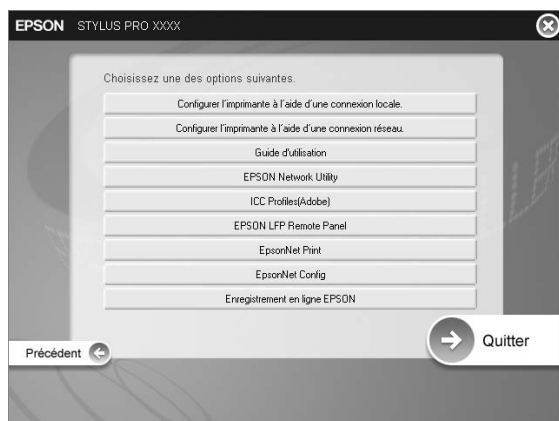 EPSON STYLUS PRO XXXX
Choisissez une des options suivantes.
Configurer l'imprimante à l'aide d'une connexion locale.
Configurer l'imprimante à l'aide d'une connexion réseau.
Guide d'utilisation
EPSON Network Utility
ICC Profiles(Adobe)
EPSON LFP Remote Panel
EpsonNet Print
EpsonNet Config
Enregistrement en ligne EPSON
Quitter
Précédent